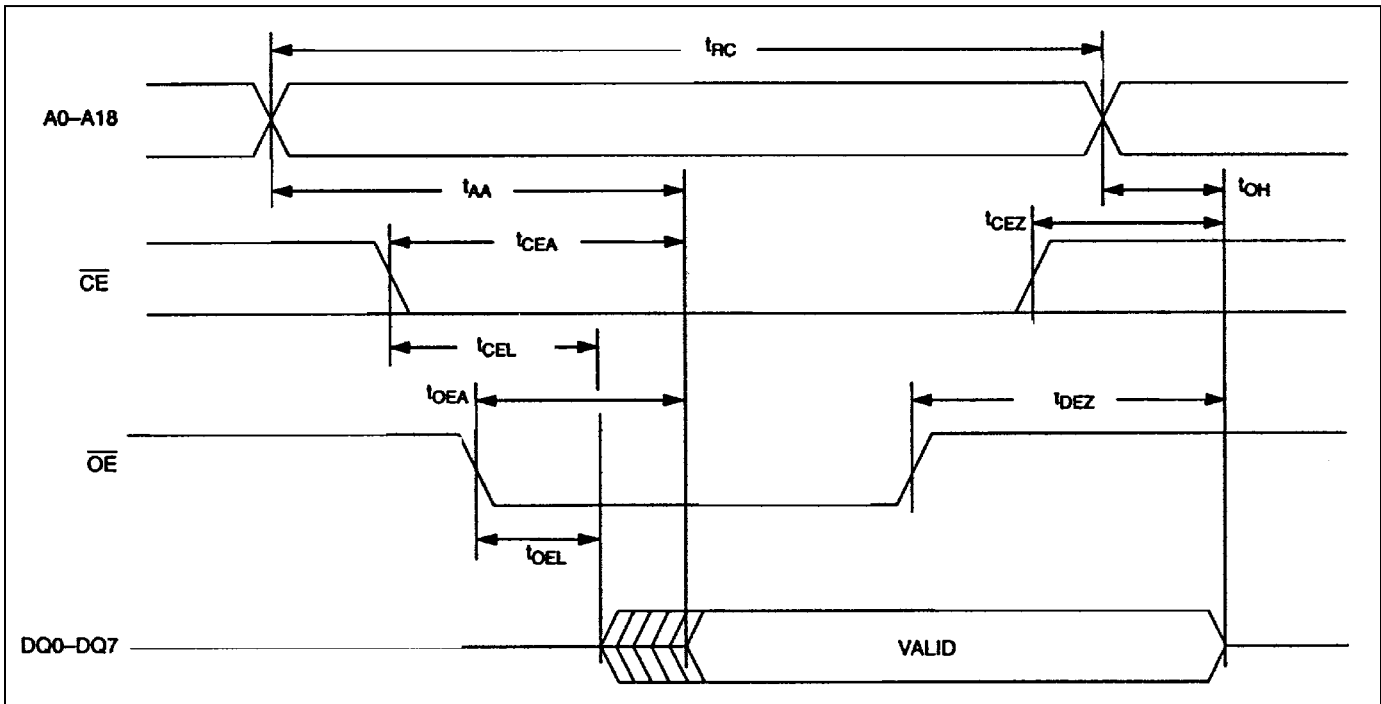 tRC
A0–A18
tAA
tOH
tCEZ
tCEA
CE
tCEL
tOEA
tDEZ
OE
tOEL
DQ0–DQ7
VALID